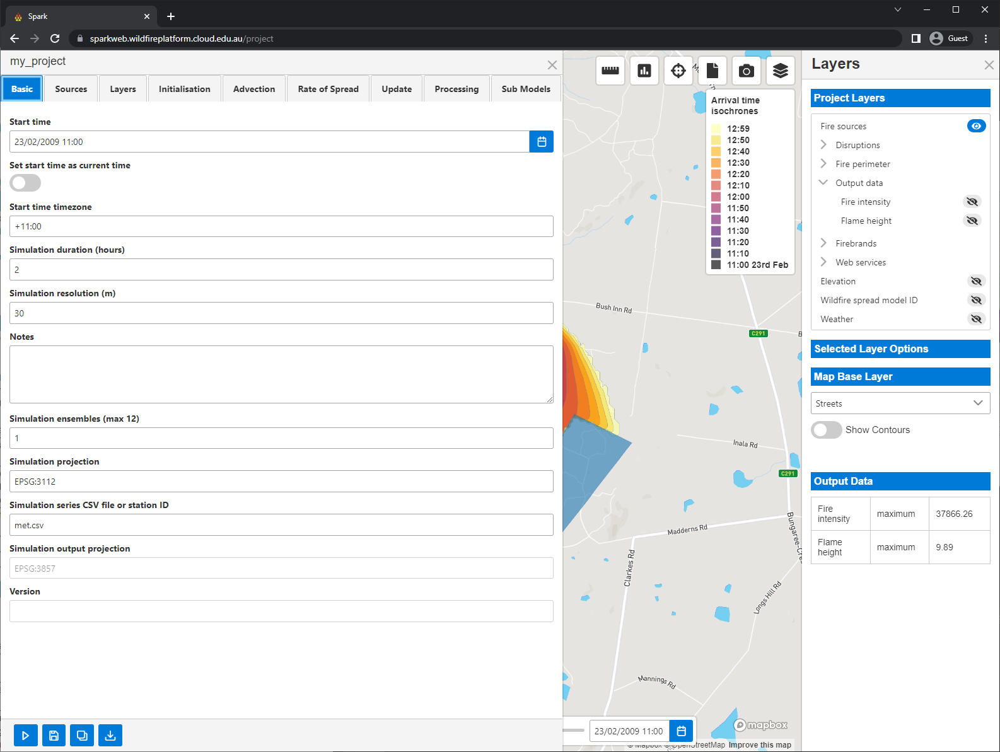 Spark
sparkweb.wildfireplatform.cloud.edu.au/project
Guest
my_project
Basic
Sources
Layers
Initialisation
Advection
Rate of Spread
Update
Processing
Sub Models
Start time
23/02/2009 11:00
Set start time as current time
Start time timezone
+11:00
Simulation duration (hours)
2
Simulation resolution (m)
30
Notes
Simulation ensembles (max 12)
1
Simulation projection
EPSG:3112
Simulation series CSV file or station ID
met.csv
Simulation output projection
EPSG:3857
Version
Arrival time
isochrones
12:59
12:50
12:40
12:30
12:20
12:10
12:00
11:50
11:40
11:30
11:20
11:10
11:00 23rd Feb
Bush Inn Rd
C291
Inala Rd
C291
Madderns Rd
Clarkes Rd
Longs Hill Rd
Mannings Rd
23/02/2009 11:00
mapbox
© Mapbox © OpenStreetMap Improve this map
Layers
Project Layers
Fire sources
Disruptions
Fire perimeter
Output data
Fire intensity
Flame height
Firebrands
Web services
Elevation
Wildfire spread model ID
Weather
Selected Layer Options
Map Base Layer
Streets
Show Contours
Output Data
Fire
intensity
maximum
37866.26
Flame
height
maximum
9.89